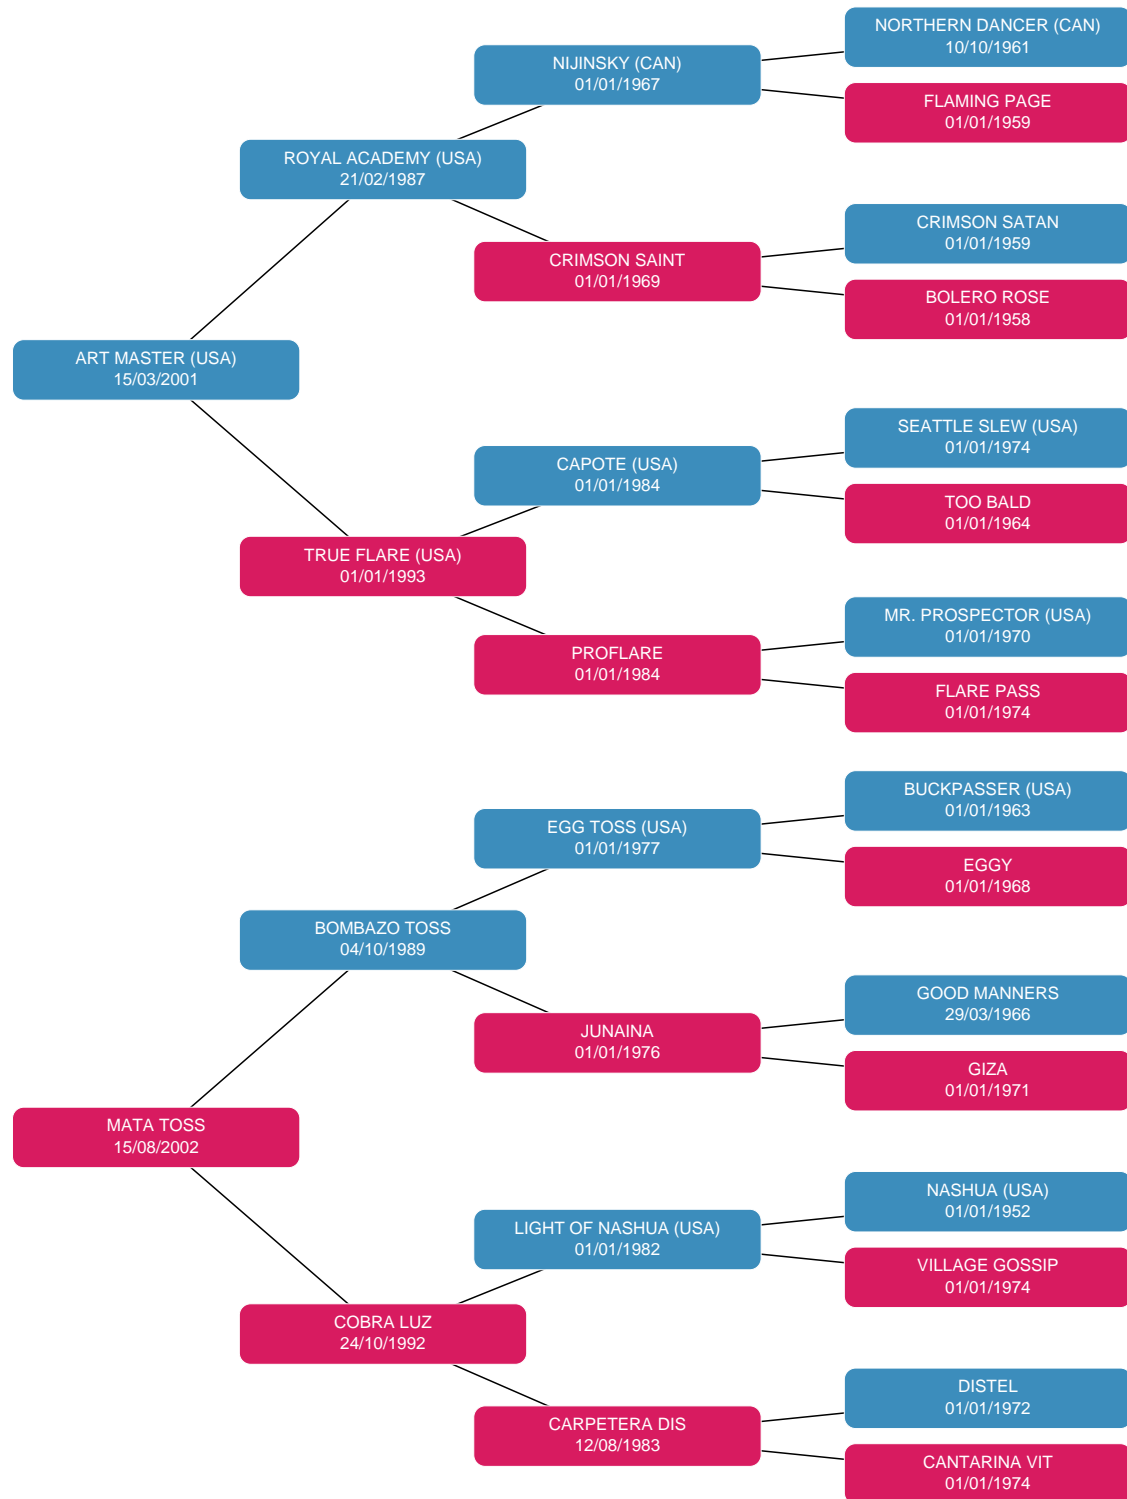 NORTHERN DANCER (CAN)
10/10/1961
NIJINSKY (CAN)
01/01/1967
FLAMING PAGE
01/01/1959
ROYAL ACADEMY (USA)
21/02/1987
CRIMSON SATAN
01/01/1959
CRIMSON SAINT
01/01/1969
BOLERO ROSE
01/01/1958
ART MASTER (USA)
15/03/2001
SEATTLE SLEW (USA)
01/01/1974
CAPOTE (USA)
01/01/1984
TOO BALD
01/01/1964
TRUE FLARE (USA)
01/01/1993
MR. PROSPECTOR (USA)
01/01/1970
PROFLARE
01/01/1984
FLARE PASS
01/01/1974
BUCKPASSER (USA)
01/01/1963
EGG TOSS (USA)
01/01/1977
EGGY
01/01/1968
BOMBAZO TOSS
04/10/1989
GOOD MANNERS
29/03/1966
JUNAINA
01/01/1976
GIZA
01/01/1971
MATA TOSS
15/08/2002
NASHUA (USA)
01/01/1952
LIGHT OF NASHUA (USA)
01/01/1982
VILLAGE GOSSIP
01/01/1974
COBRA LUZ
24/10/1992
DISTEL
01/01/1972
CARPETERA DIS
12/08/1983
CANTARINA VIT
01/01/1974